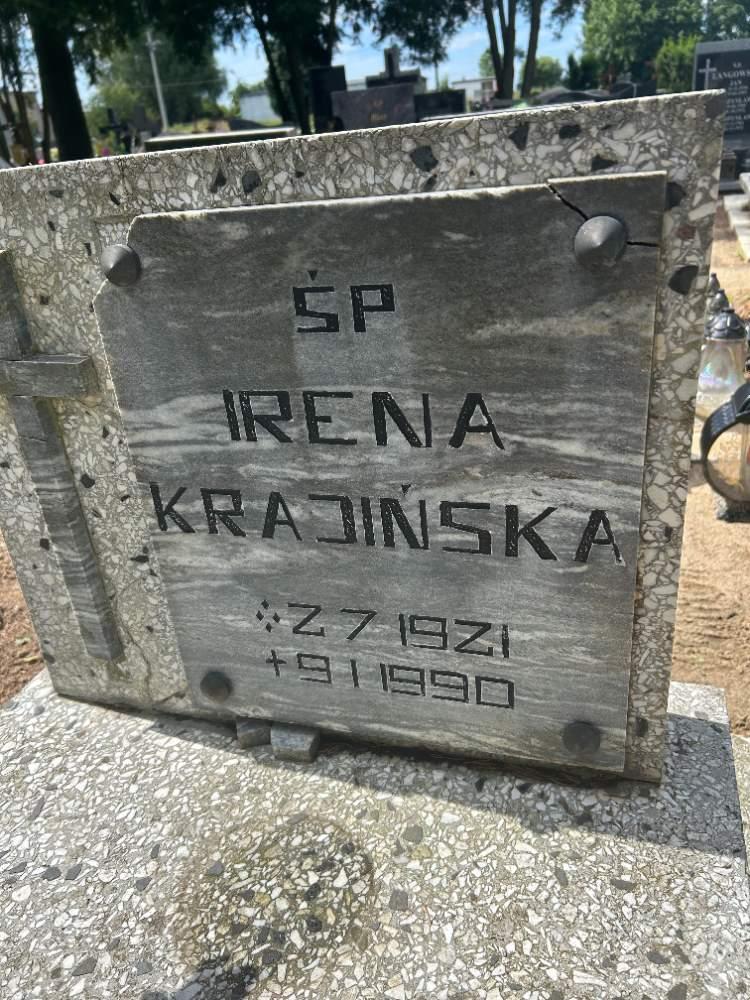 ŚP
IRENA
KRAJIŃSKA
* 2 7 1921
+ 9 1 1990